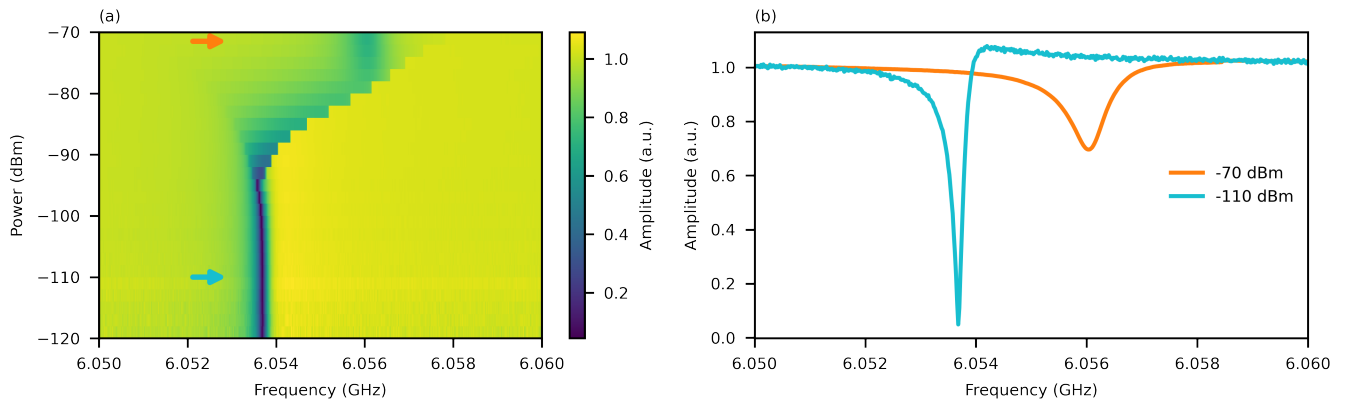 (a)
Power (dBm)
−70
−80
−90
−100
−110
−120
6.050 6.052 6.054 6.056 6.058 6.060
Frequency (GHz)
1.0
0.8
0.6
0.4
0.2
Amplitude (a.u.)
(b)
Amplitude (a.u.)
1.0
0.8
0.6
0.4
0.2
0.0
-70 dBm
-110 dBm
6.050 6.052 6.054 6.056 6.058 6.060
Frequency (GHz)